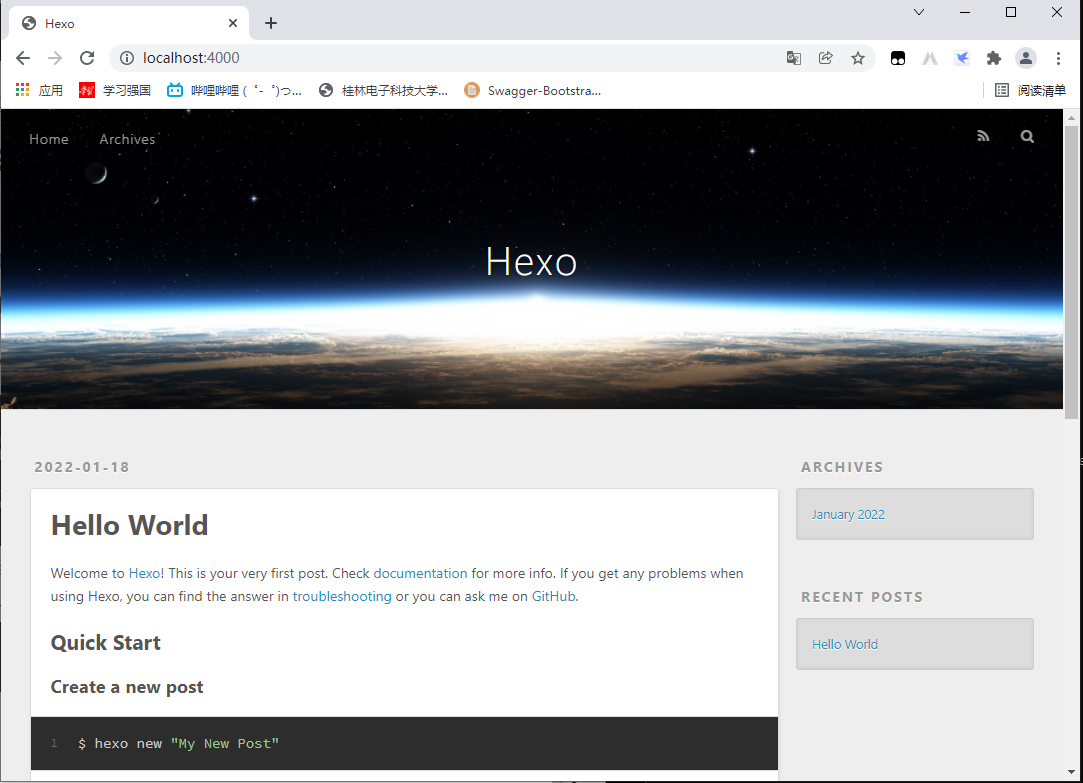 Hexo
localhost:4000
应用 学习强国 哔哩哔哩 ( ゜- ゜)つ... 桂林电子科技大学... Swagger-Bootstra... 阅读清单
Home Archives
Hexo
2022-01-18
Hello World
Welcome to Hexo! This is your very first post. Check documentation for more info. If you get any problems when
using Hexo, you can find the answer in troubleshooting or you can ask me on GitHub.
Quick Start
Create a new post
1 $ hexo new "My New Post"
ARCHIVES
January 2022
RECENT POSTS
Hello World